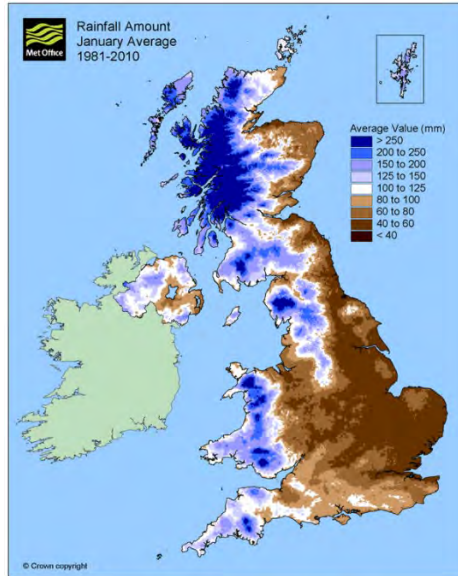 Met Office
Rainfall Amount
January Average
1981-2010
Average Value (mm)
> 250
200 to 250
150 to 200
125 to 150
100 to 125
80 to 100
60 to 80
40 to 60
< 40
© Crown copyright